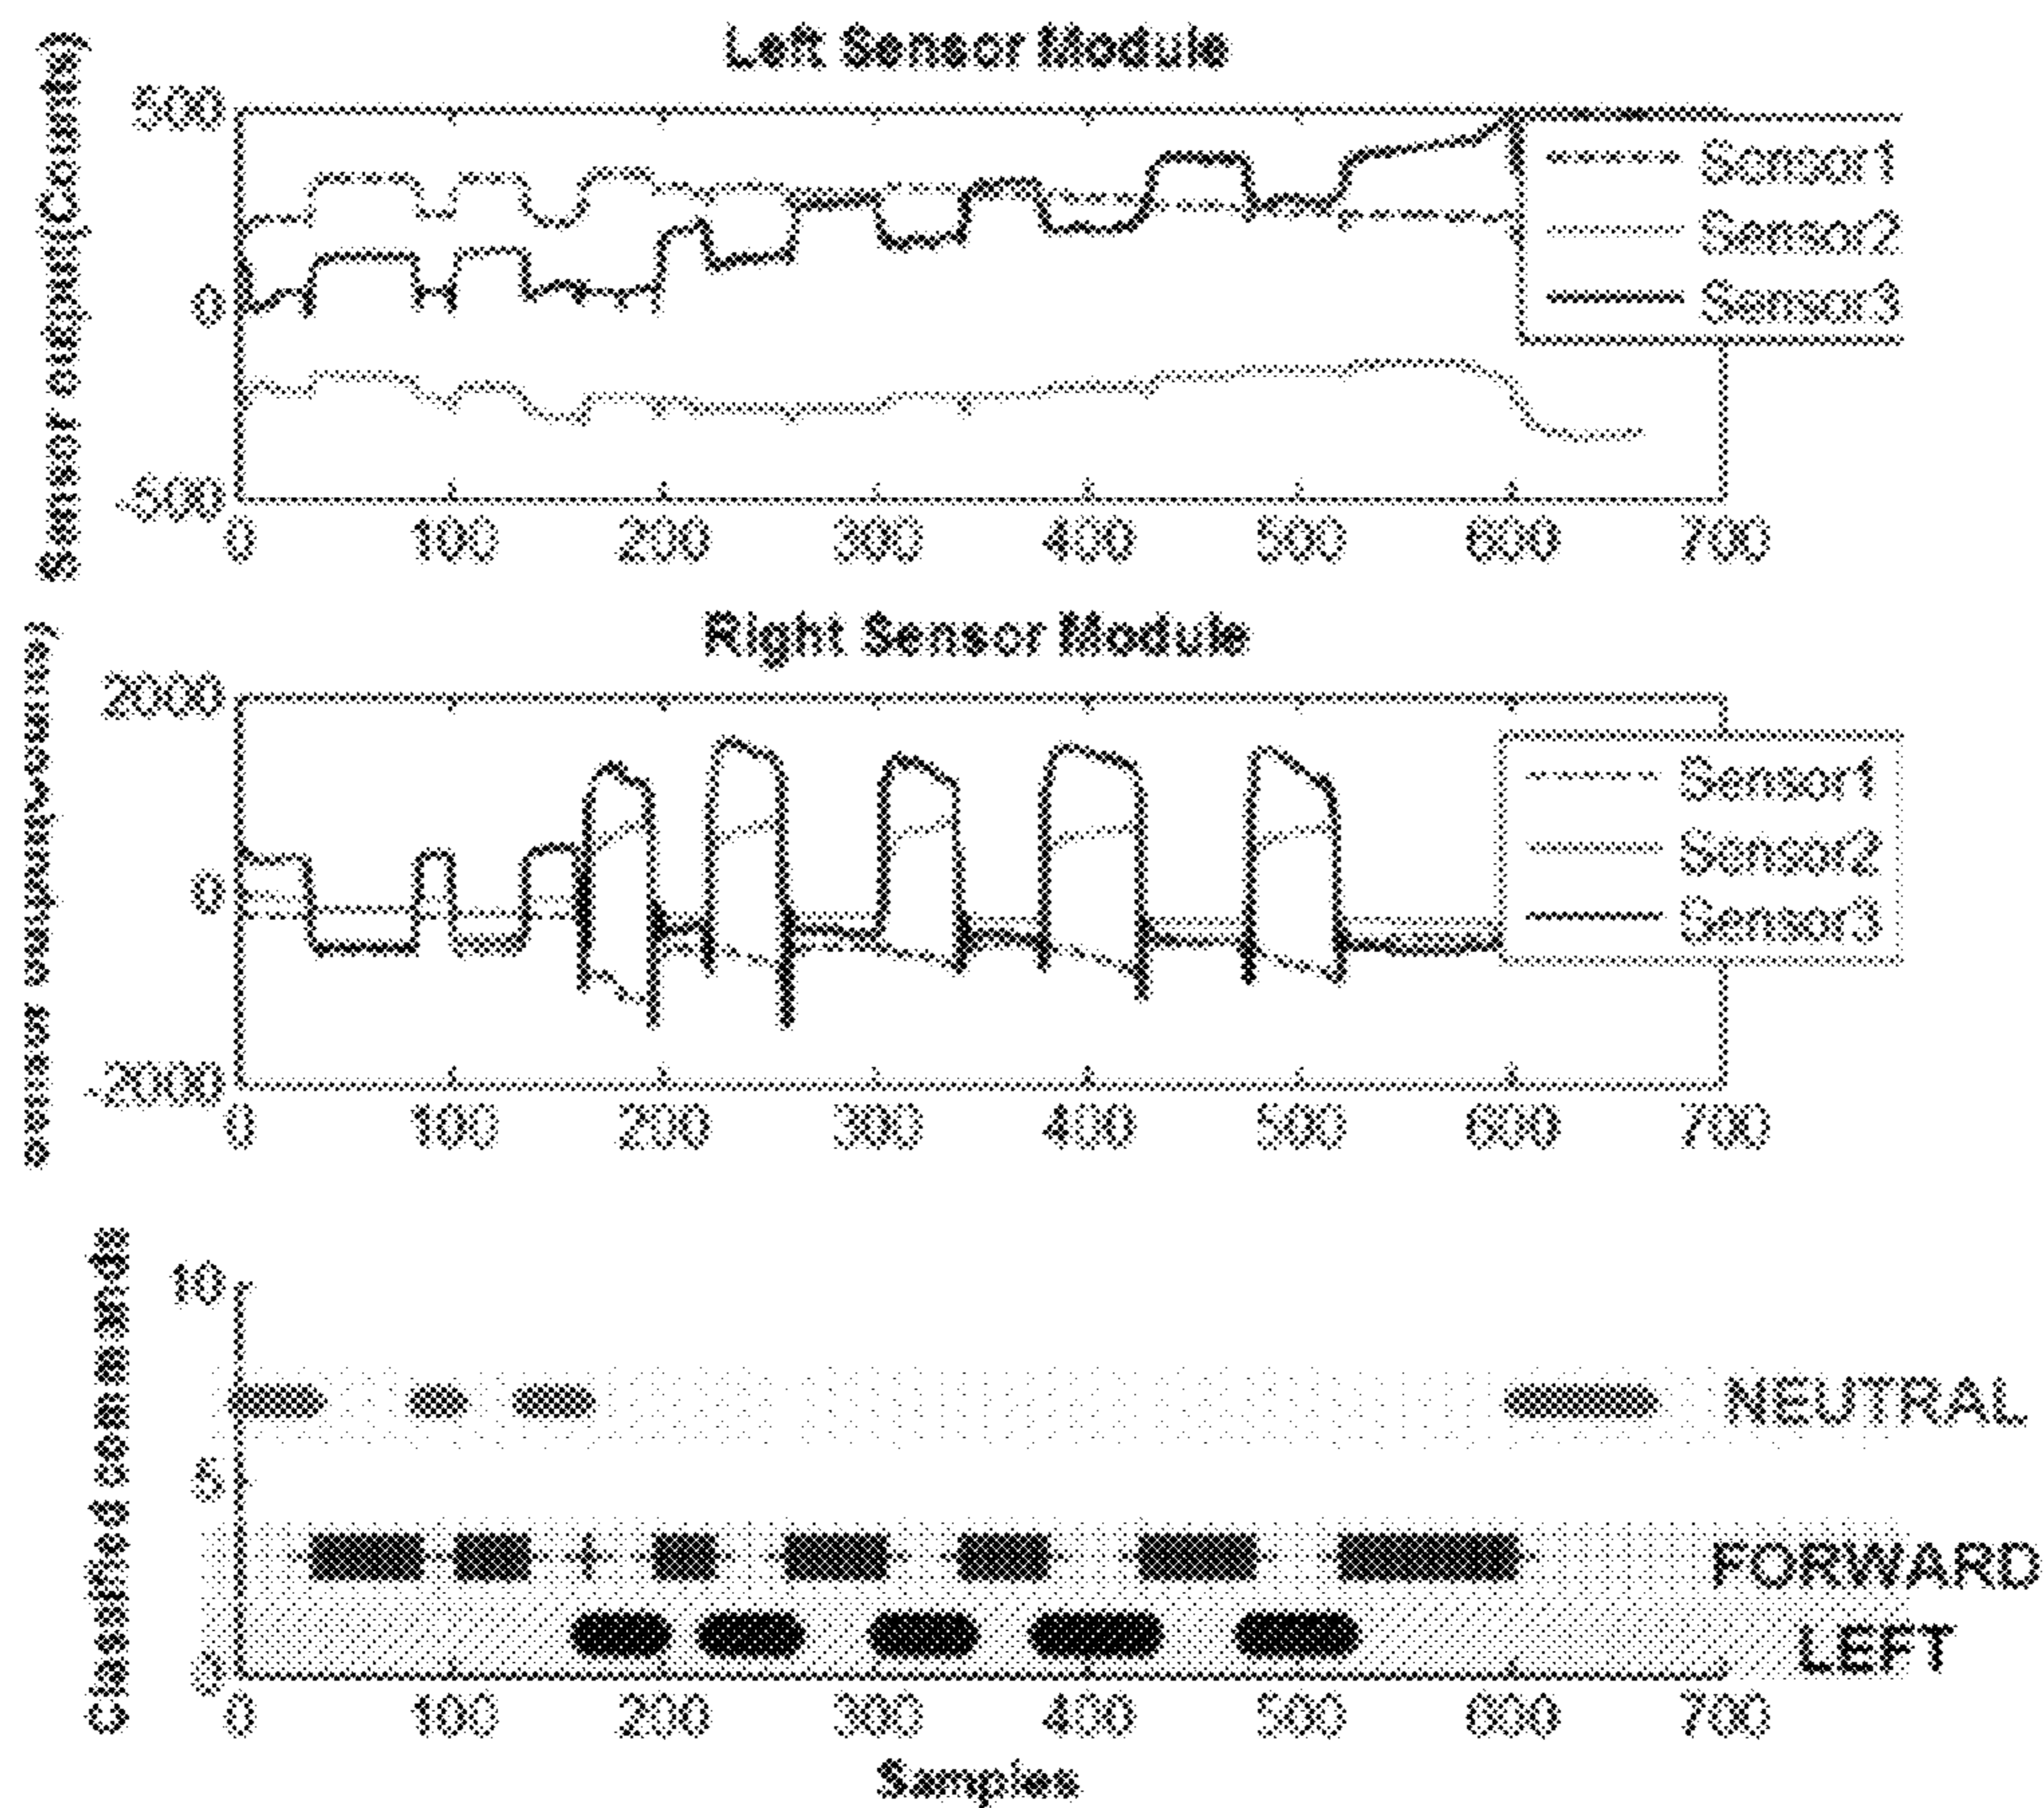 Left Sensor Module
Sensor output(Counts)
500
0
-500
0 100 200 300 400 500 600 700
Sensor1
Sensor2
Sensor3
Right Sensor Module
2000
0
-2000
0 100 200 300 400 500 600 700
Sensor1
Sensor2
Sensor3
Classified commands
10
5
0
NEUTRAL
FORWARD
LEFT
0 100 200 300 400 500 600 700
Samples